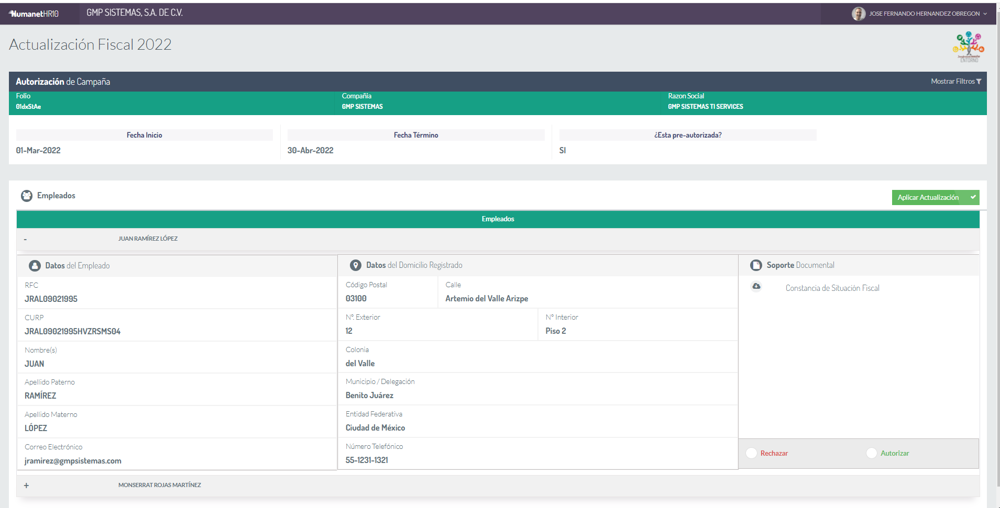 HumanetHR10
GMP SISTEMAS, S.A. DE C.V.
JOSE FERNANDO HERNANDEZ OBREGON
Actualización Fiscal 2022
ENTORNO
Autorización de Campaña
Mostrar Filtros
Folio
Compañia
Razon Social
01dxStAe
GMP SISTEMAS
GMP SISTEMAS TI SERVICES
Fecha Inicio
Fecha Término
¿Esta pre-autorizada?
01-Mar-2022
30-Abr-2022
SI
Empleados
Aplicar Actualización
Empleados
- JUAN RAMÍREZ LÓPEZ
Datos del Empleado
RFC
JRAL09021995
CURP
JRAL09021995HVZRSMS04
Nombre(s)
JUAN
Apellido Paterno
RAMÍREZ
Apellido Materno
LÓPEZ
Correo Electrónico
jramirez@gmpsistemas.com
Datos del Domicilio Registrado
Código Postal
03100
Calle
Artemio del Valle Arizpe
Nº. Exterior
12
Nº Interior
Piso 2
Colonia
del Valle
Municipio / Delegación
Benito Juárez
Entidad Federativa
Ciudad de México
Número Telefónico
55-1231-1321
Soporte Documental
Constancia de Situación Fiscal
Rechazar
Autorizar
+ MONSERRAT ROJAS MARTÍNEZ